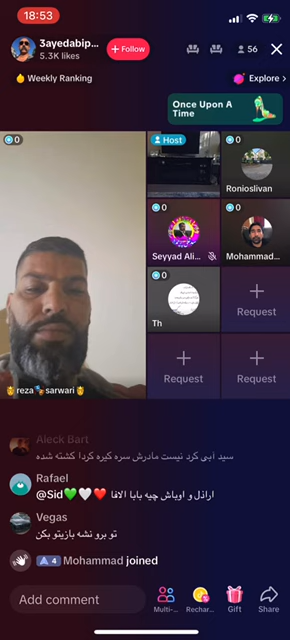 18:53
3ayedabip...
5.3K likes
+ Follow
56
Weekly Ranking
Explore >
Once Upon A
Time
0
Host
0
Ronioslivan
0
Seyyad Ali...
0
Mohammad...
0
Th
Request
Request
Request
reza sarwari
Aleck Bart
سید ابی کرد نیست مادرش سره کیره کردا کشته شده
Rafael
@Sid💚🤍❤️ اراذل و اوباش چیه بابا الافا
Vegas
تو برو نشه بازیتو بکن
4 Mohammad joined
Add comment
Multi-...
Rechar...
Gift
Share